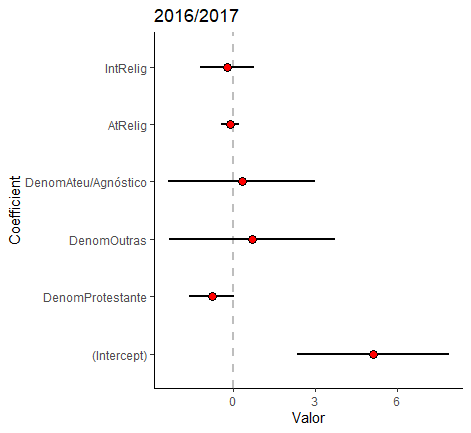 2016/2017
IntRelig
AtRelig
DenomAteu/Agnóstico
DenomOutras
DenomProtestante
(Intercept)
Coefficient
0 3 6
Valor